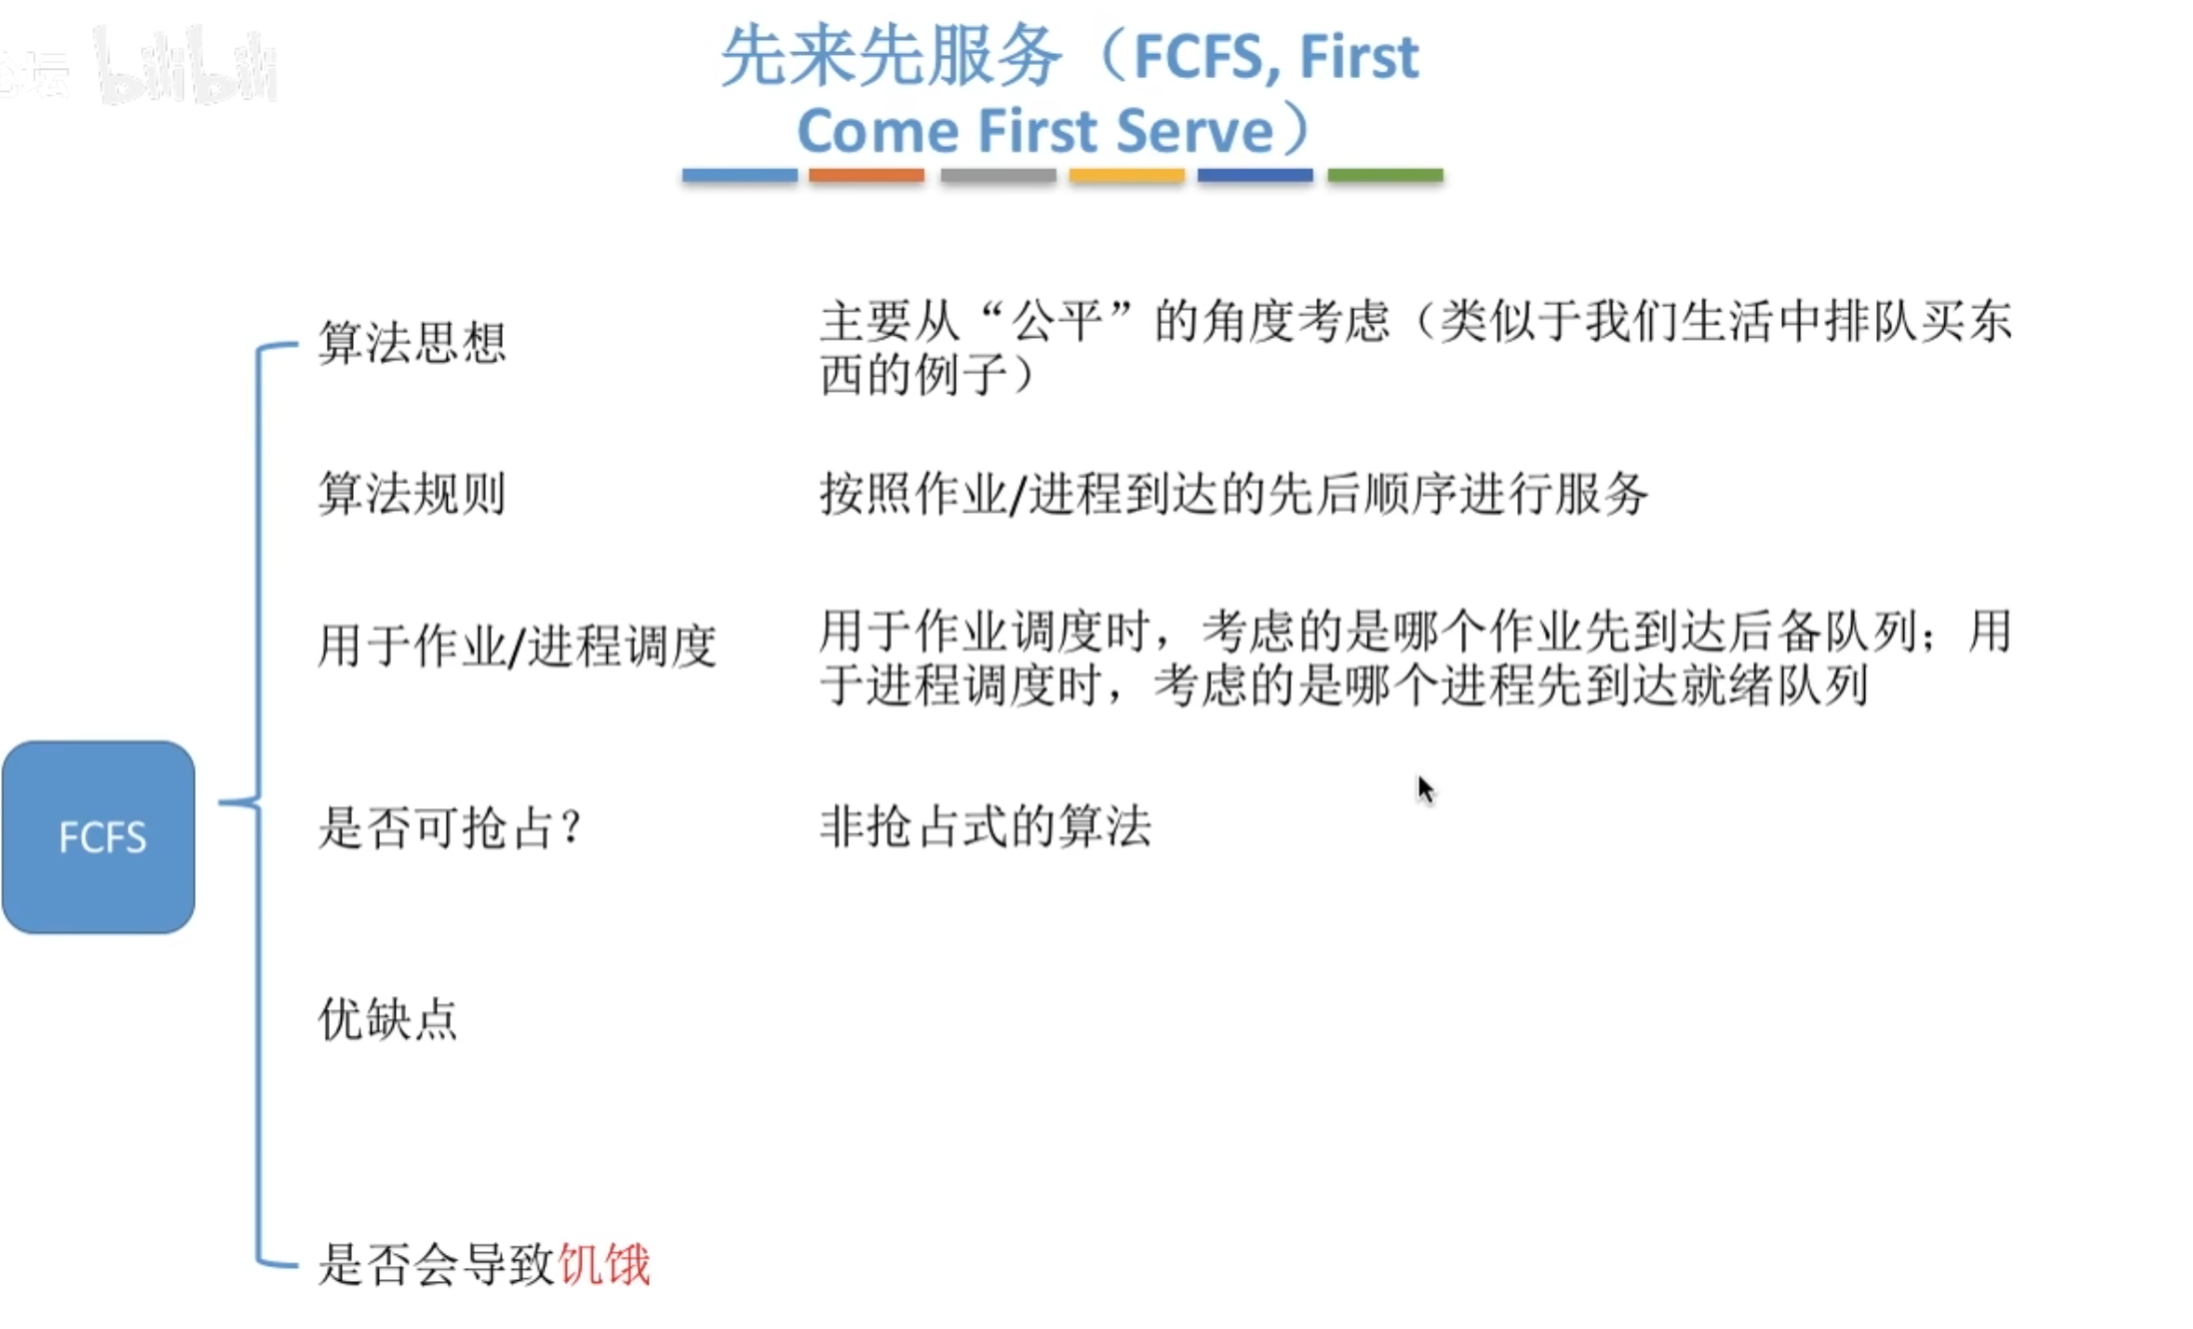 坛 bilibili
先来先服务（FCFS, First
Come First Serve）
算法思想
主要从“公平”的角度考虑（类似于我们生活中排队买东
西的例子）
算法规则
按照作业/进程到达的先后顺序进行服务
用于作业/进程调度
用于作业调度时，考虑的是哪个作业先到达后备队列；用
于进程调度时，考虑的是哪个进程先到达就绪队列
FCFS
是否可抢占？
非抢占式的算法
优缺点
是否会导致饥饿